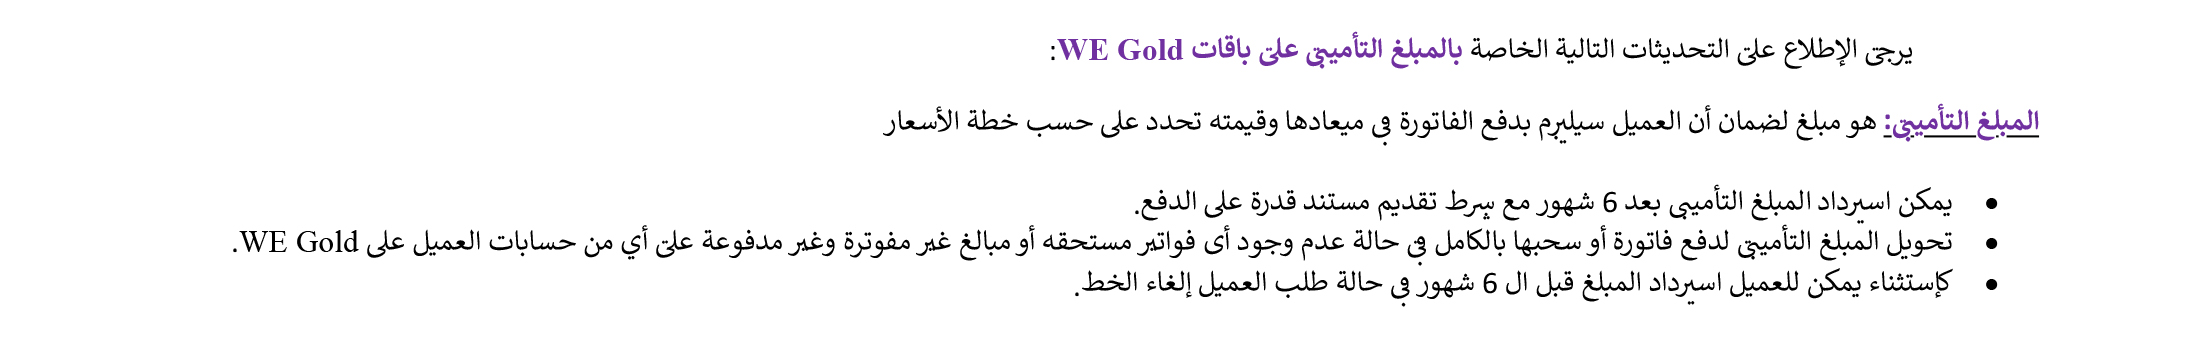 يرجى الإطلاع على التحديثات التالية الخاصة بالمبلغ التأميني على باقات WE Gold:
المبلغ التأميني: هو مبلغ لضمان أن العميل سيلتزم بدفع الفاتورة في ميعادها وقيمته تحدد على حسب خطة الأسعار
• يمكن استرداد المبلغ التأميني بعد 6 شهور مع شرط تقديم مستند قدرة على الدفع.
• تحويل المبلغ التأميني لدفع فاتورة أو سحبها بالكامل في حالة عدم وجود أى فواتير مستحقه أو مبالغ غير مفوترة وغير مدفوعة على أي من حسابات العميل على WE Gold.
• كإستثناء يمكن للعميل استرداد المبلغ قبل ال 6 شهور في حالة طلب العميل إلغاء الخط.